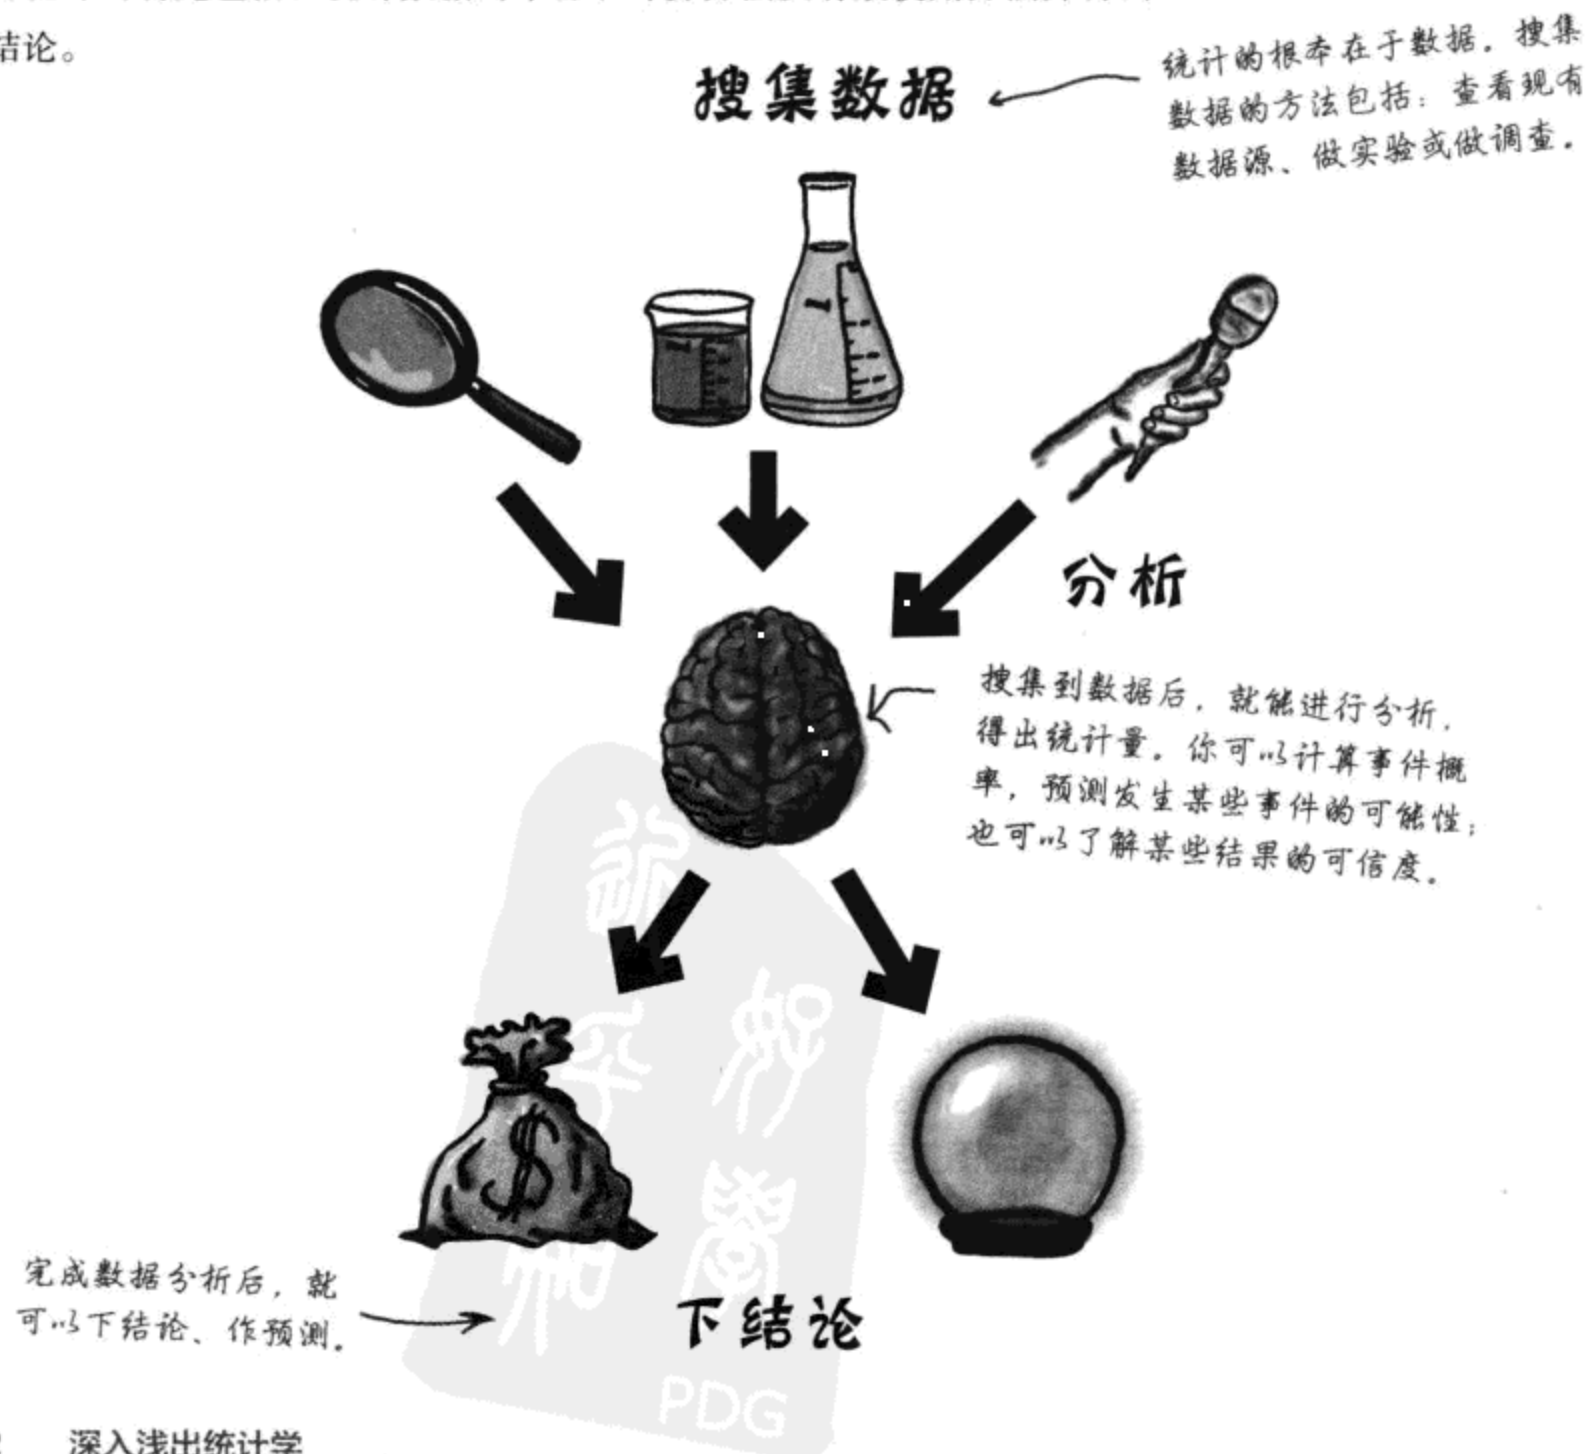 结论。
搜集数据
统计的根本在于数据。搜集
数据的方法包括：查看现有
数据源、做实验或做调查。
分析
搜集到数据后，就能进行分析，
得出统计量。你可以计算事件概
率，预测发生某些事件的可能性；
也可以了解某些结果的可信度。
$
完成数据分析后，就
可以下结论、作预测。
下结论
PDG
深入浅出统计学